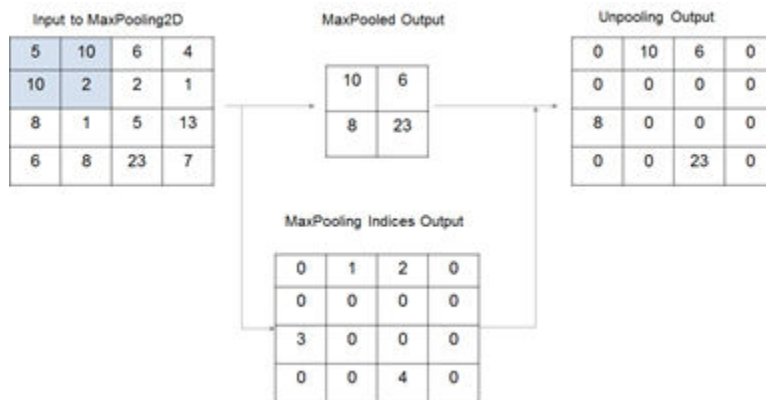 Input to MaxPooling2D
5 10 6 4
10 2 2 1
8 1 5 13
6 8 23 7
MaxPooled Output
10 6
8 23
Unpooling Output
0 10 6 0
0 0 0 0
8 0 0 0
0 0 23 0
MaxPooling Indices Output
0 1 2 0
0 0 0 0
3 0 0 0
0 0 4 0